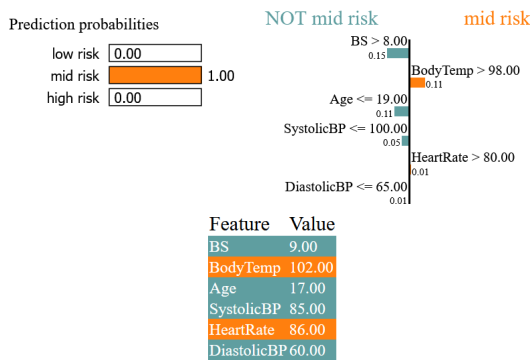 Prediction probabilities
low risk 0.00
mid risk 1.00
high risk 0.00
NOT mid risk mid risk
BS > 8.00
0.15
BodyTemp > 98.00
0.11
Age <= 19.00
0.11
SystolicBP <= 100.00
0.05
HeartRate > 80.00
0.01
DiastolicBP <= 65.00
0.01
Feature Value
BS 9.00
BodyTemp 102.00
Age 17.00
SystolicBP 85.00
HeartRate 86.00
DiastolicBP 60.00